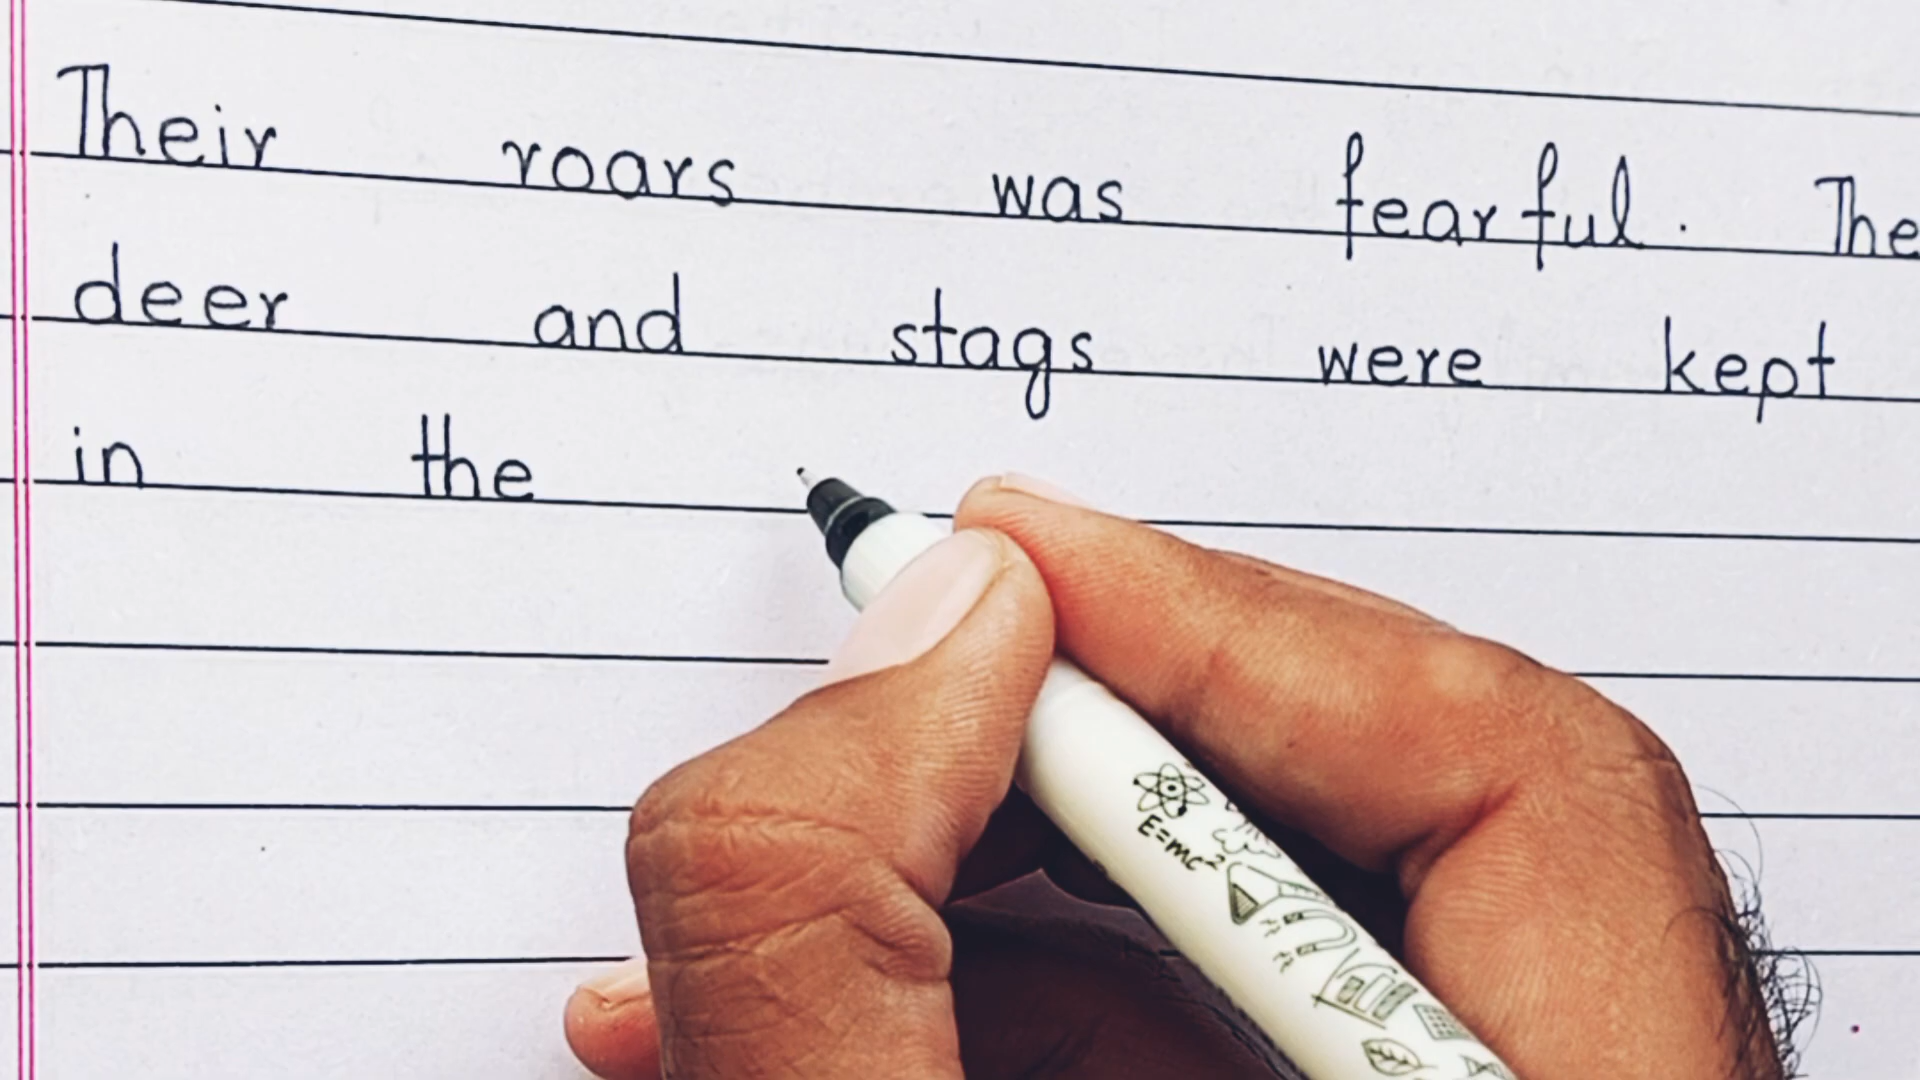 Their roars was fearful. The
deer and stags were kept
in the
E=mc²